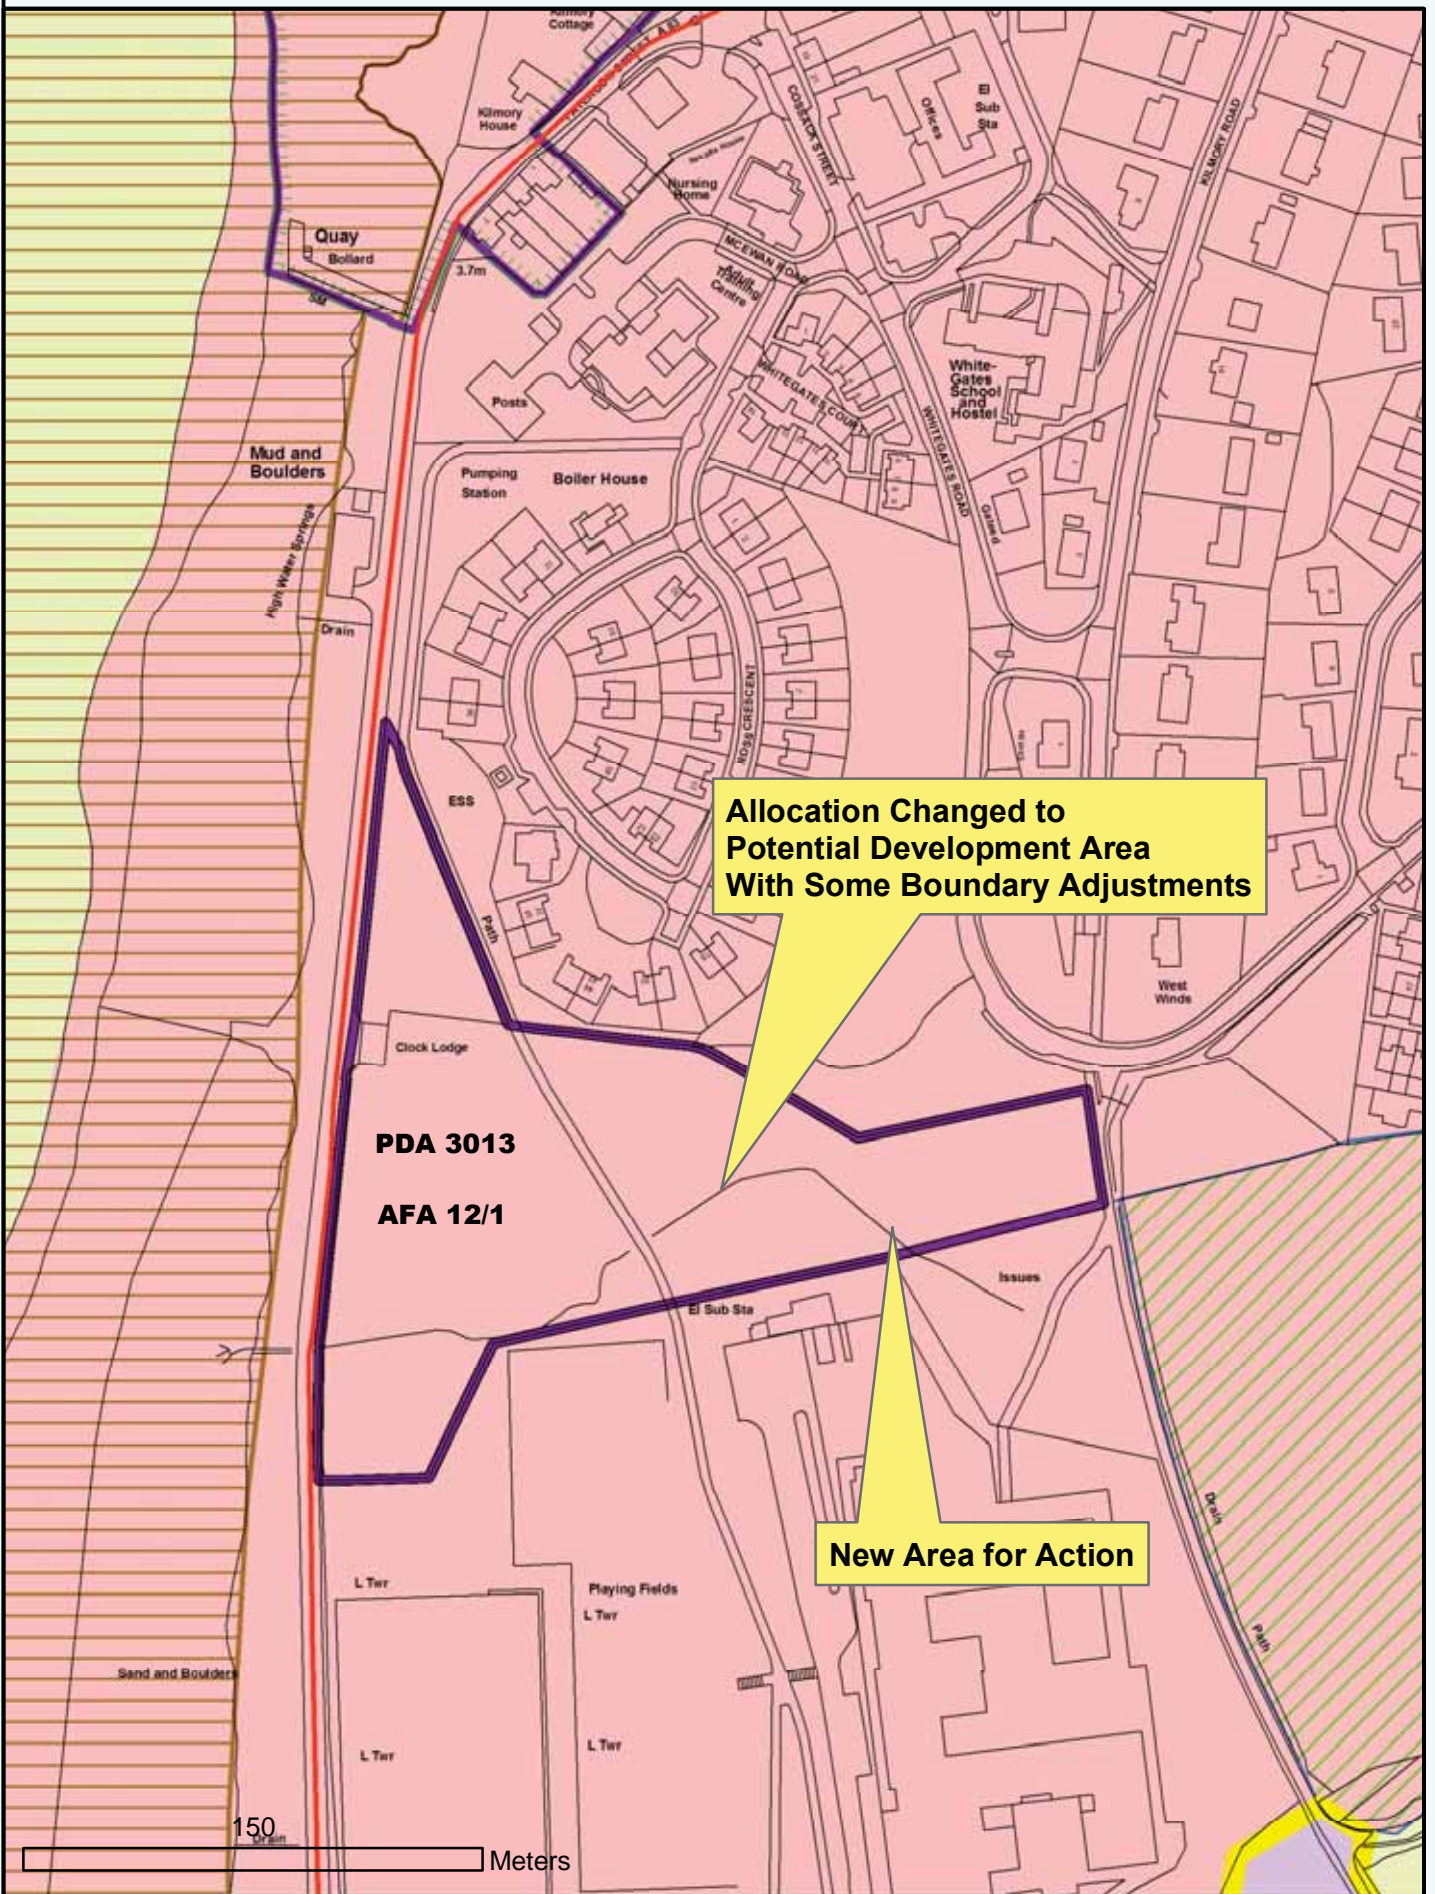 Kilmory
Cottage
A 83
Kilmory
House
COSSACK STREET
Offices
El
Sub
Sta
KILMORY ROAD
Nursing
Home
Quay
Bollard
SM
3.7m
MCEWAN ROAD
Adult
Training
Centre
White-
Gates
School
and
Hostel
WHITEGATES COURT
WHITEGATES ROAD
Posts
Mud and
Boulders
Pumping
Station
Boiler House
High Water Springs
Drain
ROSS CRESCENT
ESS
Allocation Changed to
Potential Development Area
With Some Boundary Adjustments
Path
West
Winds
Clock Lodge
PDA 3013
AFA 12/1
Issues
El Sub Sta
New Area for Action
Drain
L Twr
Playing Fields
L Twr
Path
Sand and Boulders
L Twr
L Twr
150
Drain
Meters